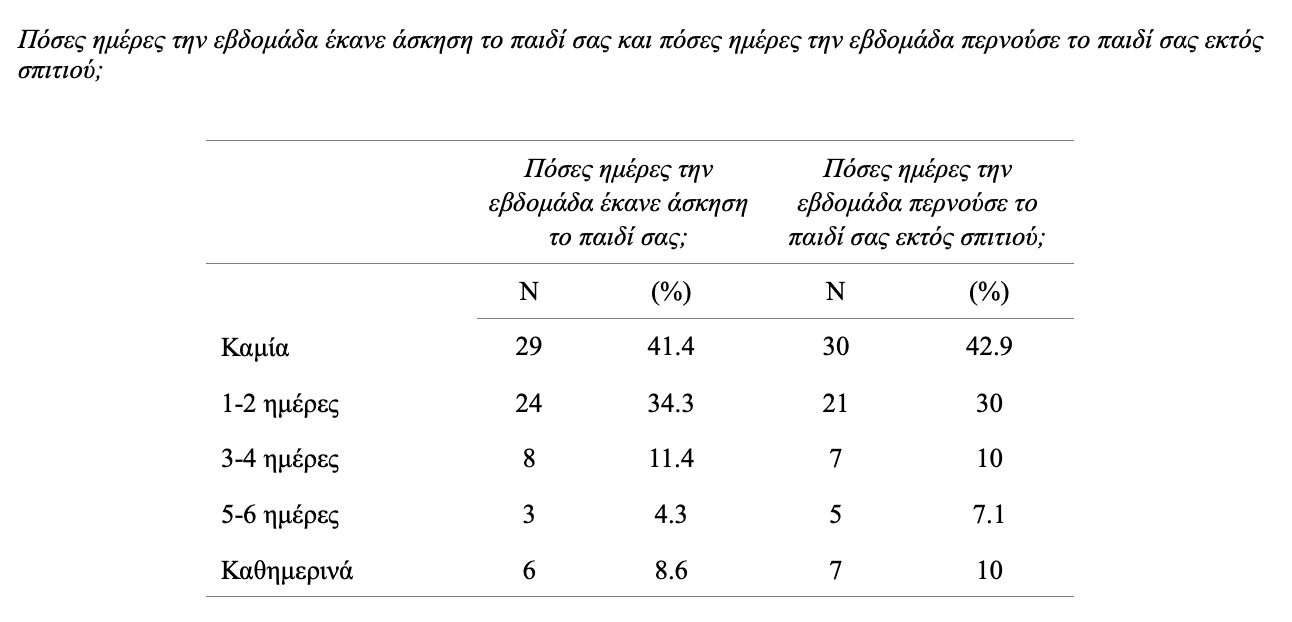 Πόσες ημέρες την εβδομάδα έκανε άσκηση το παιδί σας και πόσες ημέρες την εβδομάδα περνούσε το παιδί σας εκτός
σπιτιού;
Πόσες ημέρες την εβδομάδα έκανε άσκηση το παιδί σας; Πόσες ημέρες την εβδομάδα περνούσε το παιδί σας εκτός σπιτιού;
N (%) N (%)
Καμία 29 41.4 30 42.9
1-2 ημέρες 24 34.3 21 30
3-4 ημέρες 8 11.4 7 10
5-6 ημέρες 3 4.3 5 7.1
Καθημερινά 6 8.6 7 10